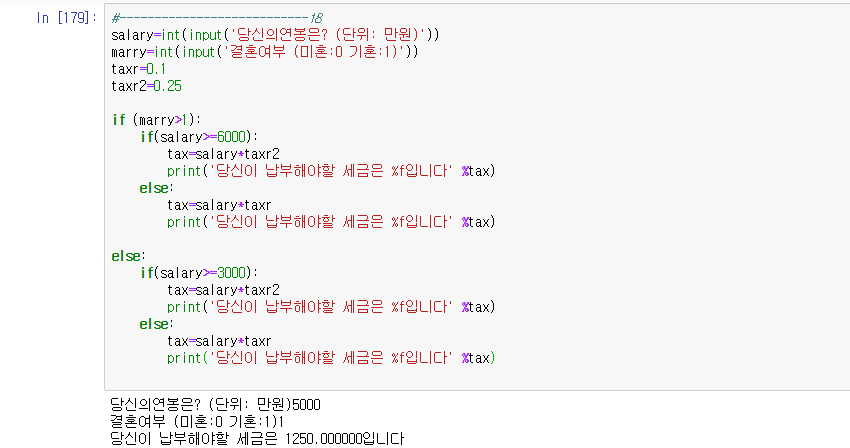 In [179]:
#---------------------------18
salary=int(input('당신의연봉은? (단위: 만원)'))
marry=int(input('결혼여부 (미혼:0 기혼:1)'))
taxr=0.1
taxr2=0.25
if (marry>1):
    if(salary>=6000):
        tax=salary*taxr2
        print('당신이 납부해야할 세금은 %f입니다' %tax)
    else:
        tax=salary*taxr
        print('당신이 납부해야할 세금은 %f입니다' %tax)
else:
    if(salary>=3000):
        tax=salary*taxr2
        print('당신이 납부해야할 세금은 %f입니다' %tax)
    else:
        tax=salary*taxr
        print('당신이 납부해야할 세금은 %f입니다' %tax)
당신의연봉은? (단위: 만원)5000
결혼여부 (미혼:0 기혼:1)1
당신이 납부해야할 세금은 1250.000000입니다